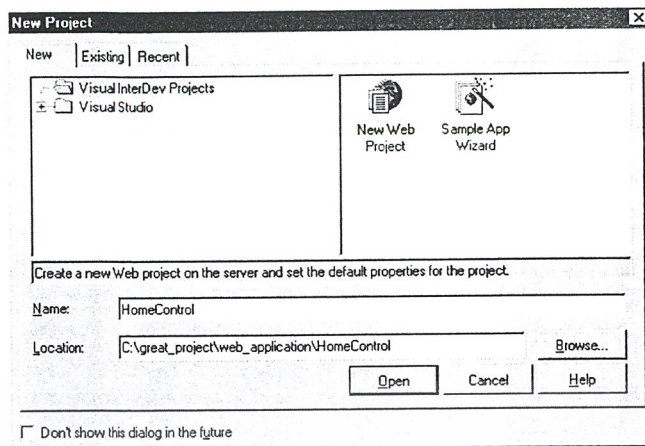 New Project
New Existing Recent
Visual InterDev Projects
Visual Studio
New Web Project
Sample App Wizard
Create a new Web project on the server and set the default properties for the project.
Name: HomeControl
Location: C:\great_project\web_application\HomeControl Browse...
Open Cancel Help
Don't show this dialog in the future